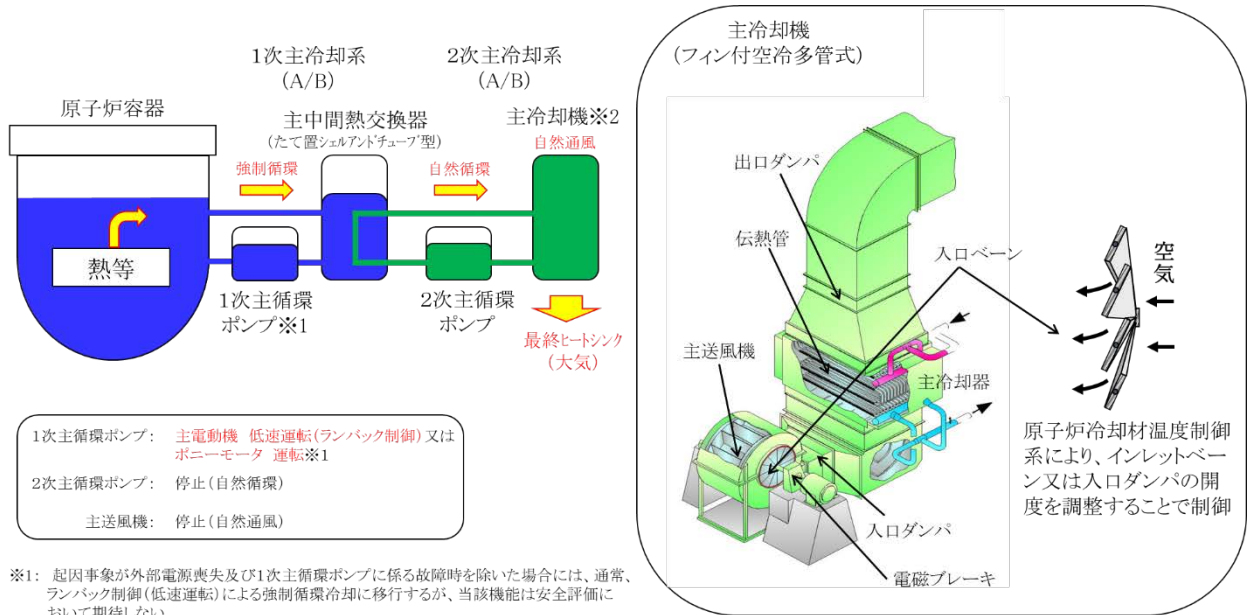 原子炉容器
1次主冷却系
(A/B)
2次主冷却系
(A/B)
主中間熱交換器
(たて置シェルアンドチューブ型)
主冷却機※2
自然通風
強制循環
自然循環
熱等
1次主循環
ポンプ※1
2次主循環
ポンプ
最終ヒートシンク
(大気)
1次主循環ポンプ: 主電動機 低速運転(ランバック制御)又は
ポニーモータ 運転※1
2次主循環ポンプ: 停止(自然循環)
主送風機: 停止(自然通風)
※1: 起因事象が外部電源喪失及び1次主循環ポンプに係る故障時を除いた場合には、通常、
ランバック制御(低速運転)による強制循環冷却に移行するが、当該機能は安全評価に
おいて期待しない
主冷却機
(フィン付空冷多管式)
出口ダンパ
伝熱管
入口ベーン
空気
主送風機
主冷却器
入口ダンパ
電磁ブレーキ
原子炉冷却材温度制御
系により、インレットベー
ン又は入口ダンパの開
度を調整することで制御